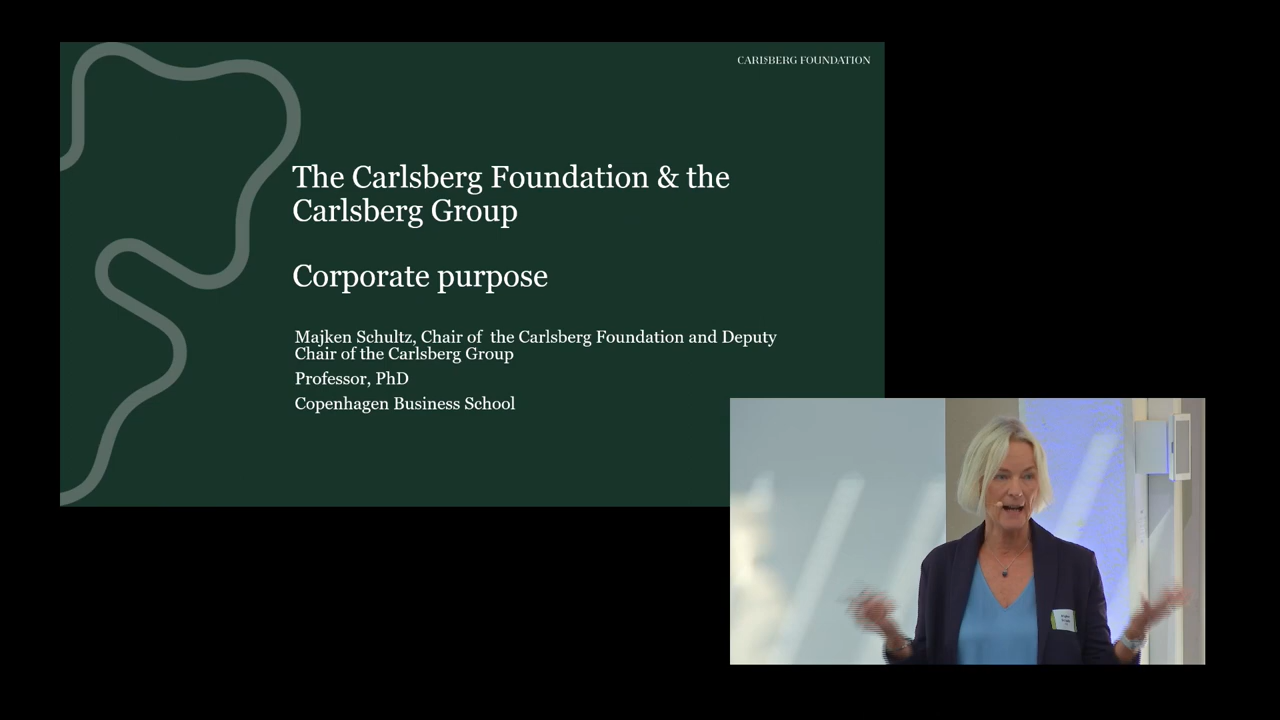 CARLSBERG FOUNDATION
The Carlsberg Foundation & the
Carlsberg Group
Corporate purpose
Majken Schultz, Chair of the Carlsberg Foundation and Deputy
Chair of the Carlsberg Group
Professor, PhD
Copenhagen Business School